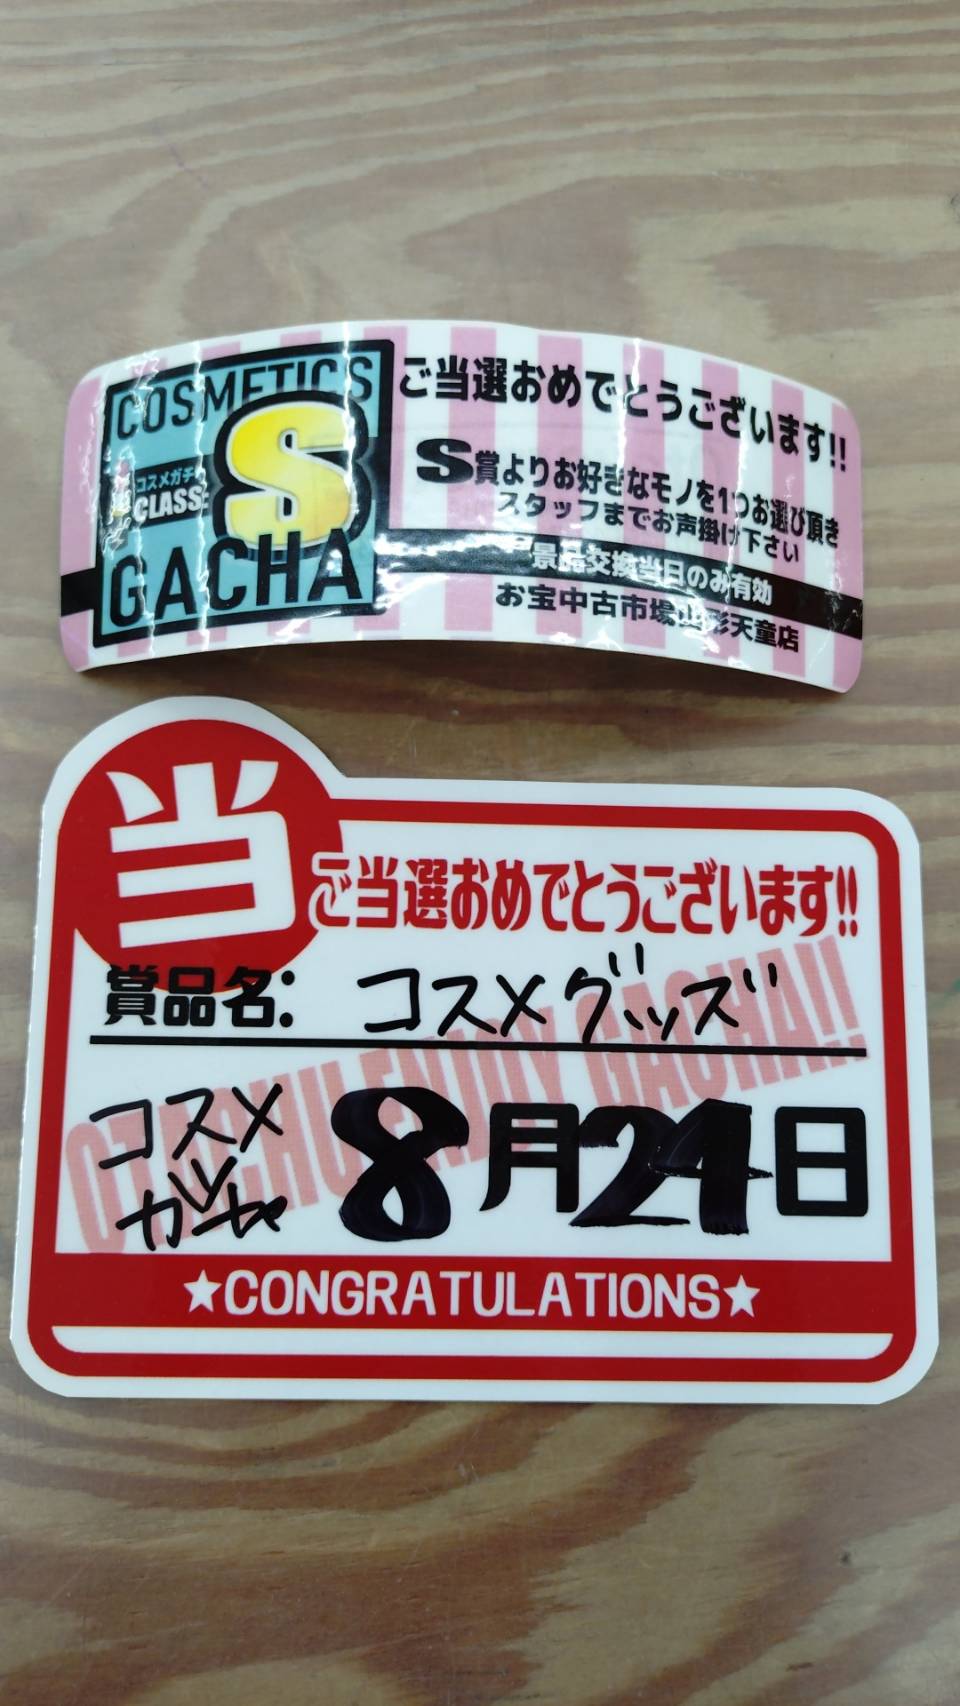 COSMETICS
コスメガチャ
CLASS:
S
GACHA
ご当選おめでとうございます!!
S賞よりお好きなモノを1つお選び頂き
スタッフまでお声掛け下さい
景品交換当日のみ有効
お宝中古市場山形天童店
当
ご当選おめでとうございます!!
賞品名: コスメグッズ
コスメ
ガチャ
8月24日
ENJOY GACHA!!
★CONGRATULATIONS★